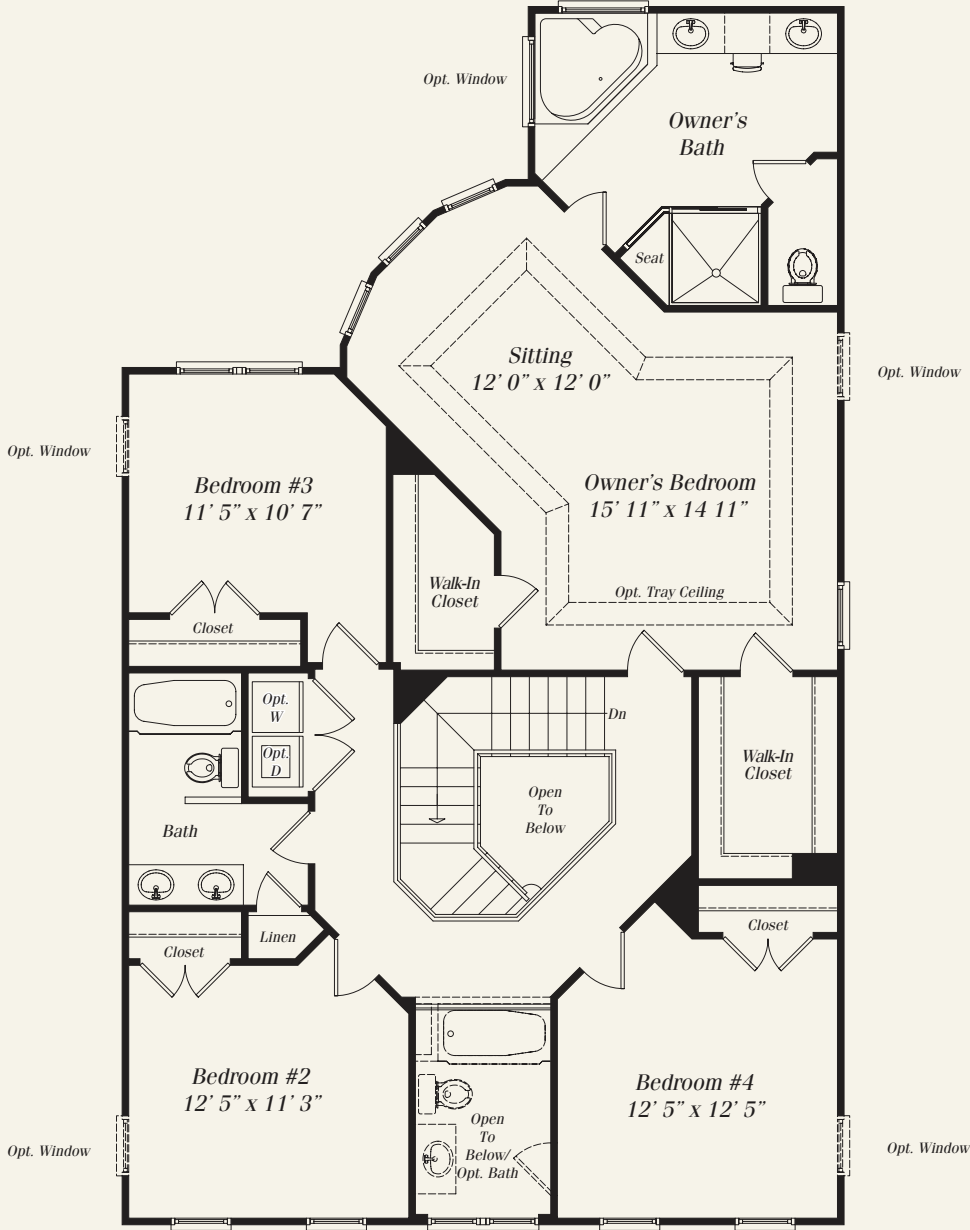 Opt. Window
Owner's
Bath
Seat
Sitting
12' 0" x 12' 0"
Opt. Window
Opt. Window
Bedroom #3
11' 5" x 10' 7"
Owner's Bedroom
15' 11" x 14 11"
Walk-In
Closet
Opt. Tray Ceiling
Closet
Opt.
W
Dn
Opt.
D
Walk-In
Closet
Open
To
Below
Bath
Closet
Linen
Closet
Bedroom #2
12' 5" x 11' 3"
Bedroom #4
12' 5" x 12' 5"
Open
To
Below/
Opt. Bath
Opt. Window
Opt. Window